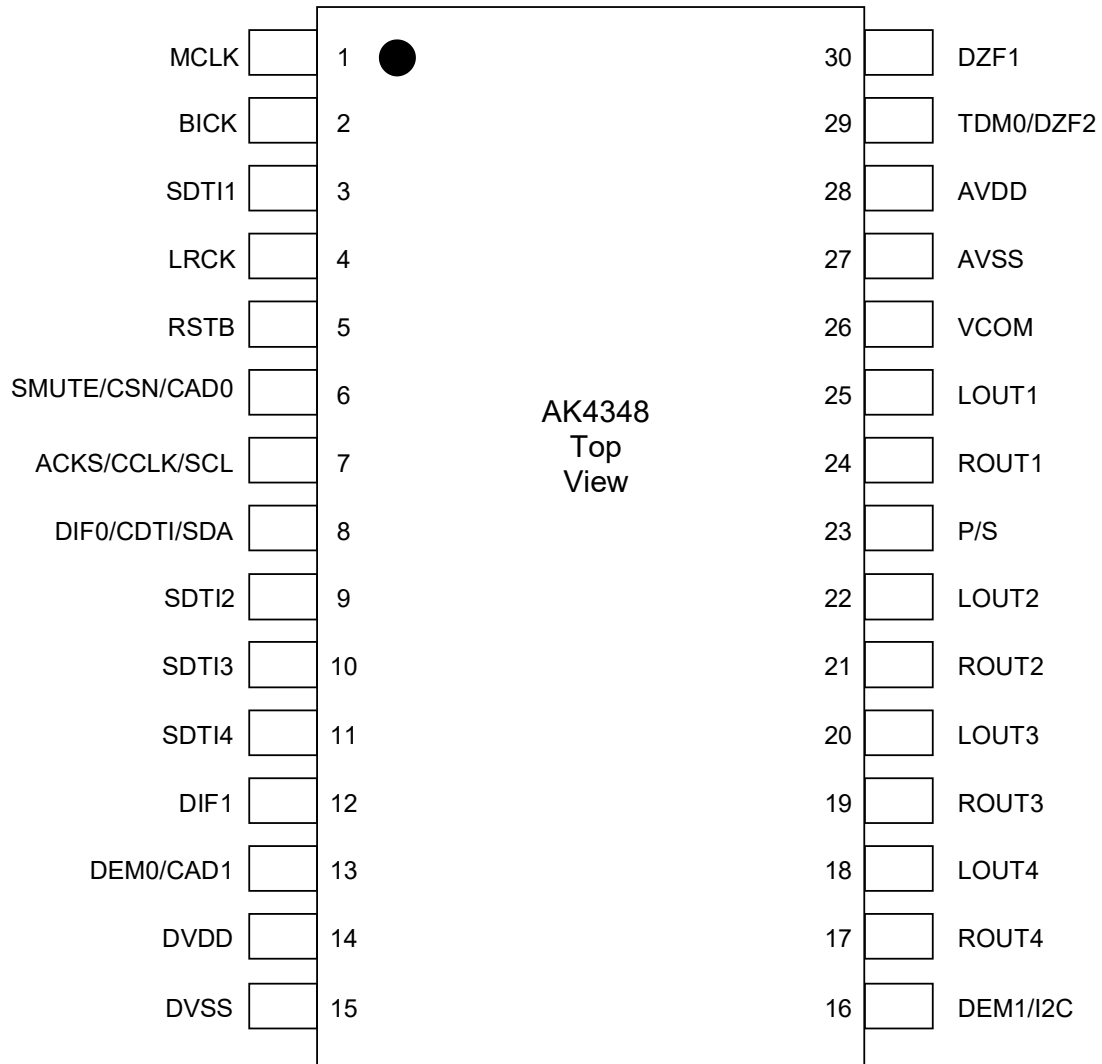 MCLK 1 30 DZF1
BICK 2 29 TDM0/DZF2
SDTI1 3 28 AVDD
LRCK 4 27 AVSS
RSTB 5 26 VCOM
SMUTE/CSN/CAD0 6 25 LOUT1
AK4348
Top
View
ACKS/CCLK/SCL 7 24 ROUT1
DIF0/CDTI/SDA 8 23 P/S
SDTI2 9 22 LOUT2
SDTI3 10 21 ROUT2
SDTI4 11 20 LOUT3
DIF1 12 19 ROUT3
DEM0/CAD1 13 18 LOUT4
DVDD 14 17 ROUT4
DVSS 15 16 DEM1/I2C